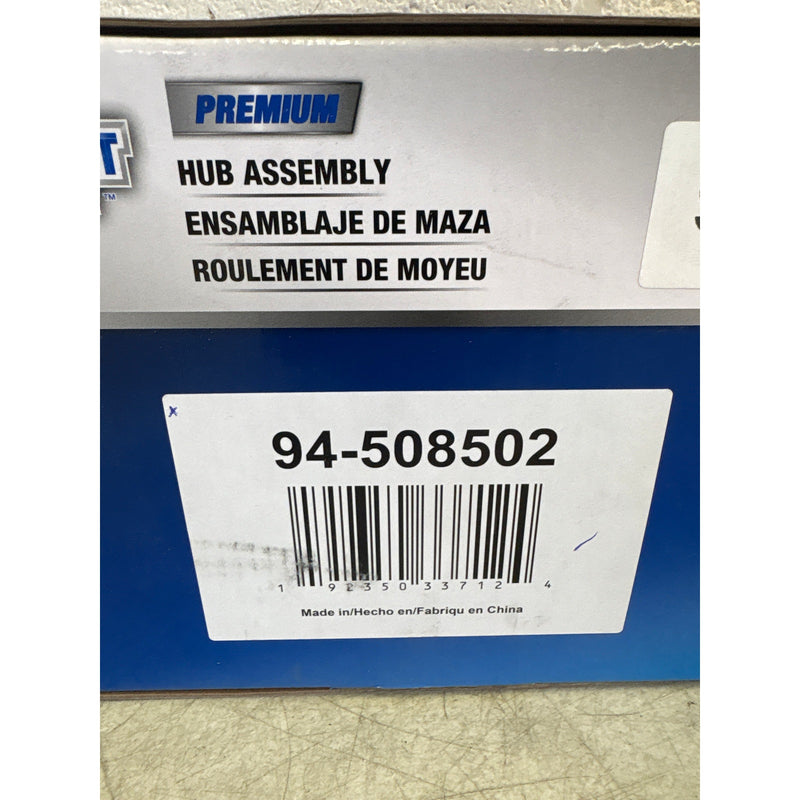 PREMIUM
T
TM
HUB ASSEMBLY
ENSAMBLAJE DE MAZA
ROULEMENT DE MOYEU
94-508502
1 92350 33712 4
Made in/Hecho en/Fabriqu en China